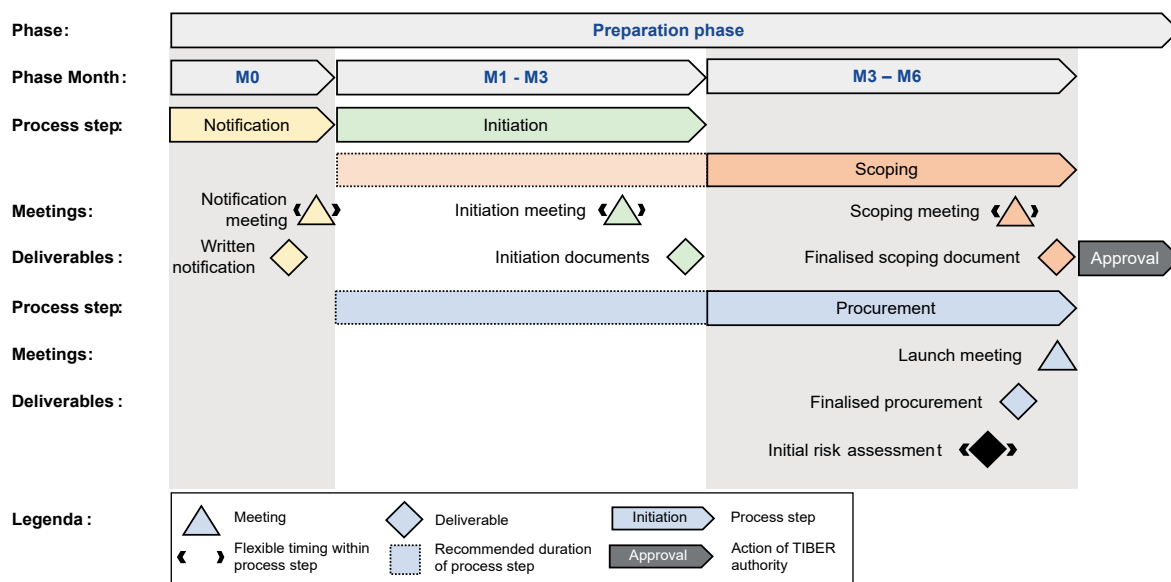 Phase:
Preparation phase
Phase Month:
M0
M1 - M3
M3 – M6
Process step:
Notification
Initiation
Scoping
Meetings:
Notification
meeting
Initiation meeting
Scoping meeting
Deliverables :
Written
notification
Initiation documents
Finalised scoping document
Approval
Process step:
Procurement
Meetings:
Launch meeting
Deliverables :
Finalised procurement
Initial risk assessment
Legenda :
Meeting
Deliverable
Initiation
Process step
Flexible timing within
process step
Recommended duration
of process step
Approval
Action of TIBER
authority